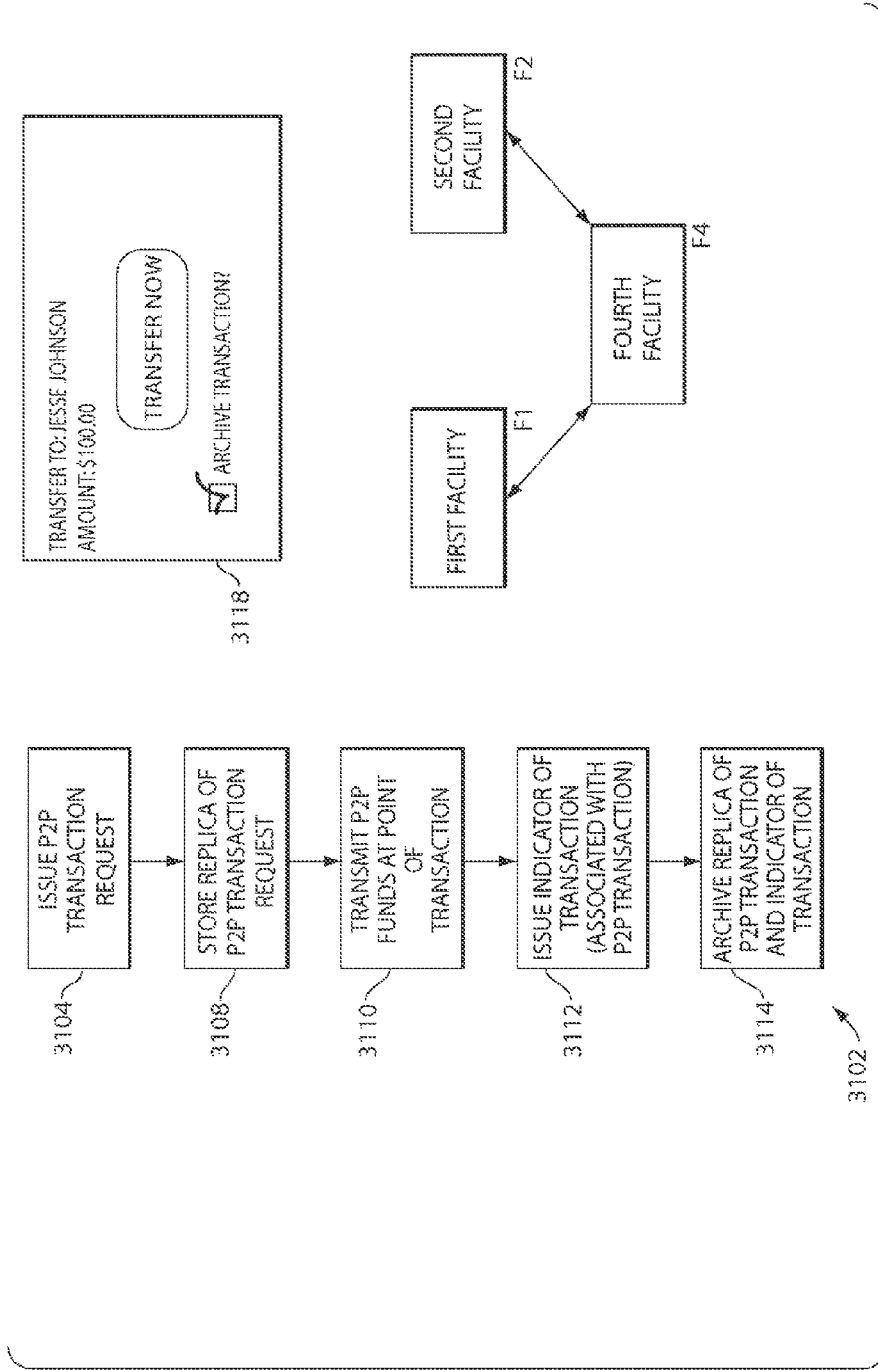 ISSUE P2P
TRANSACTION
REQUEST
3104
STORE REPLICA OF
P2P TRANSACTION
REQUEST
3108
TRANSMIT P2P
FUNDS AT POINT
OF
TRANSACTION
3110
ISSUE INDICATOR OF
TRANSACTION
(ASSOCIATED WITH
P2P TRANSACTION)
3112
ARCHIVE REPLICA OF
P2P TRANSACTION
AND INDICATOR OF
TRANSACTION
3114
3102
TRANSFER TO: JESSE JOHNSON
AMOUNT: $100.00
TRANSFER NOW
ARCHIVE TRANSACTION?
3118
FIRST FACILITY
F1
SECOND
FACILITY
F2
FOURTH
FACILITY
F4